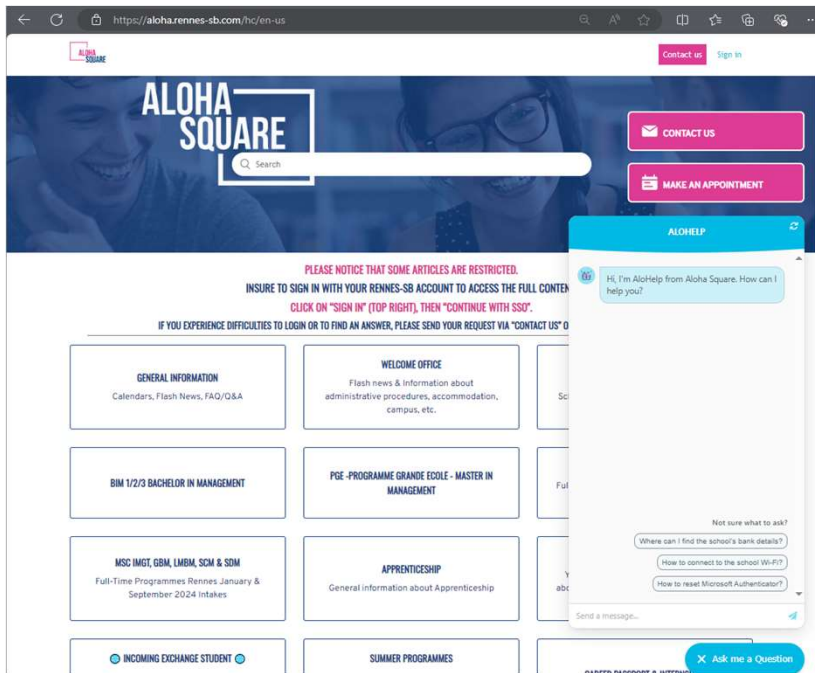 https://aloha.rennes-sb.com/hc/en-us
ALOHA
SQUARE
Contact us
Sign in
ALOHA
SQUARE
Search
CONTACT US
MAKE AN APPOINTMENT
ALOHELP
Hi, I'm AloHelp from Aloha Square. How can I
help you?
PLEASE NOTICE THAT SOME ARTICLES ARE RESTRICTED.
INSURE TO SIGN IN WITH YOUR RENNES-SB ACCOUNT TO ACCESS THE FULL CONTEN
CLICK ON "SIGN IN" (TOP RIGHT), THEN "CONTINUE WITH SSO".
IF YOU EXPERIENCE DIFFICULTIES TO LOGIN OR TO FIND AN ANSWER, PLEASE SEND YOUR REQUEST VIA "CONTACT US" O
GENERAL INFORMATION
Calendars, Flash News, FAQ/Q&A
WELCOME OFFICE
Flash news & Information about
administrative procedures, accommodation,
campus, etc.
BIM 1/2/3 BACHELOR IN MANAGEMENT
PGE -PROGRAMME GRANDE ECOLE - MASTER IN
MANAGEMENT
MSC IMGT, GBM, LMBM, SCM & SDM
Full-Time Programmes Rennes January &
September 2024 Intakes
APPRENTICESHIP
General information about Apprenticeship
INCOMING EXCHANGE STUDENT
SUMMER PROGRAMMES
Not sure what to ask?
Where can I find the school's bank details?
How to connect to the school Wi-Fi?
How to reset Microsoft Authenticator?
Send a message...
Ask me a Question